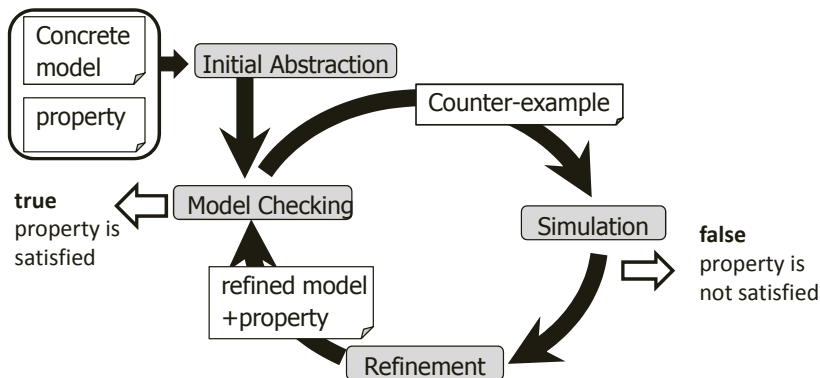 Concrete
model
property
Initial Abstraction
Counter-example
true
property is
satisfied
Model Checking
Simulation
false
property is
not satisfied
refined model
+property
Refinement